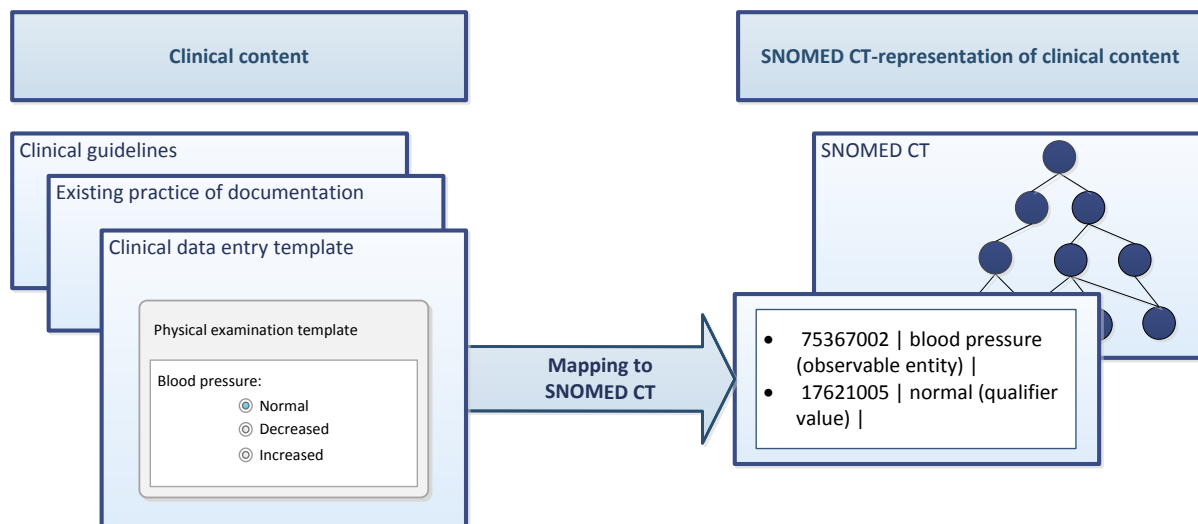 Clinical content
SNOMED CT-representation of clinical content
Clinical guidelines
Existing practice of documentation
Clinical data entry template
Physical examination template
Blood pressure:
Normal
Decreased
Increased
Mapping to
SNOMED CT
SNOMED CT
• 75367002 | blood pressure
(observable entity) |
• 17621005 | normal (qualifier
value) |